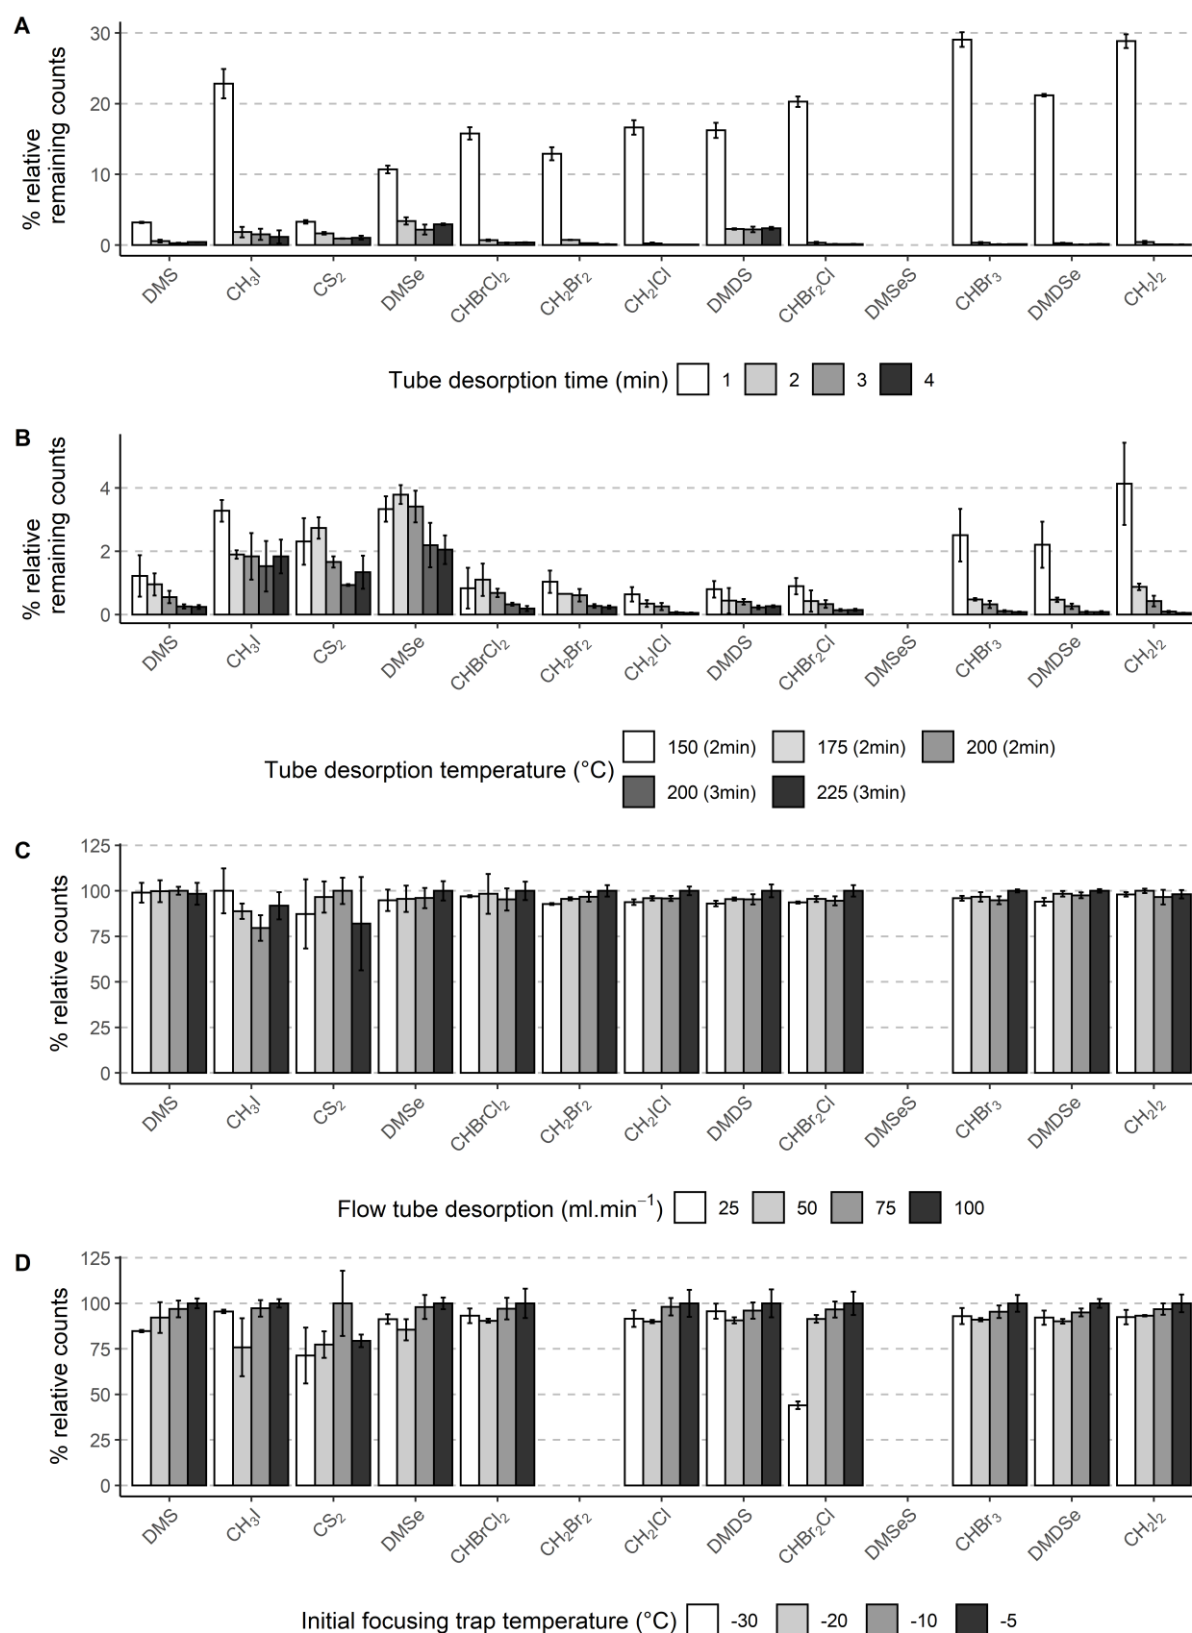 A
% relative
remaining counts
30
20
10
0
DMS CH₃I CS₂ DMSe CHBrCl₂ CH₂Br₂ CH₂ICl DMDS CHBr₂Cl DMSeS CHBr₃ DMDSe CH₂I₂
Tube desorption time (min) 1 2 3 4
B
% relative
remaining counts
4
2
0
DMS CH₃I CS₂ DMSe CHBrCl₂ CH₂Br₂ CH₂ICl DMDS CHBr₂Cl DMSeS CHBr₃ DMDSe CH₂I₂
Tube desorption temperature (°C)
150 (2min) 175 (2min) 200 (2min)
200 (3min) 225 (3min)
C
% relative counts
125
100
75
50
25
0
DMS CH₃I CS₂ DMSe CHBrCl₂ CH₂Br₂ CH₂ICl DMDS CHBr₂Cl DMSeS CHBr₃ DMDSe CH₂I₂
Flow tube desorption (ml.min⁻¹) 25 50 75 100
D
% relative counts
125
100
75
50
25
0
DMS CH₃I CS₂ DMSe CHBrCl₂ CH₂Br₂ CH₂ICl DMDS CHBr₂Cl DMSeS CHBr₃ DMDSe CH₂I₂
Initial focusing trap temperature (°C) -30 -20 -10 -5